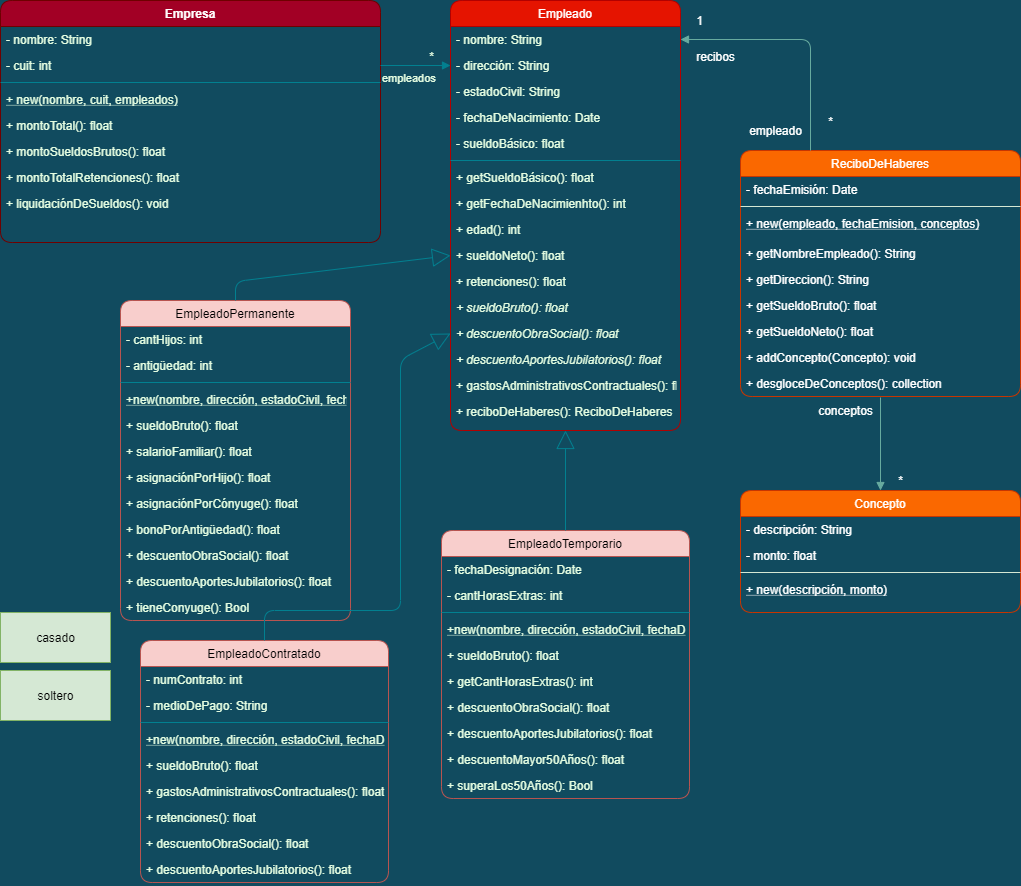 Empresa
- nombre: String
- cuit: int
+ new(nombre, cuit, empleados)
+ montoTotal(): float
+ montoSueldosBrutos(): float
+ montoTotalRetenciones(): float
+ liquidaciónDeSueldos(): void
*
empleados
Empleado
- nombre: String
- dirección: String
- estadoCivil: String
- fechaDeNacimiento: Date
- sueldoBásico: float
+ getSueldoBásico(): float
+ getFechaDeNacimienhto(): int
+ edad(): int
+ sueldoNeto(): float
+ retenciones(): float
+ sueldoBruto(): float
+ descuentoObraSocial(): float
+ descuentoAportesJubilatorios(): float
+ gastosAdministrativosContractuales(): fl
+ reciboDeHaberes(): ReciboDeHaberes
1
recibos
*
empleado
ReciboDeHaberes
- fechaEmisión: Date
+ new(empleado, fechaEmision, conceptos)
+ getNombreEmpleado(): String
+ getDireccion(): String
+ getSueldoBruto(): float
+ getSueldoNeto(): float
+ addConcepto(Concepto): void
+ desgloceDeConceptos(): collection
conceptos
*
Concepto
- descripción: String
- monto: float
+ new(descripción, monto)
EmpleadoPermanente
- cantHijos: int
- antigüedad: int
+new(nombre, dirección, estadoCivil, fech
+ sueldoBruto(): float
+ salarioFamiliar(): float
+ asignaciónPorHijo(): float
+ asignaciónPorCónyuge(): float
+ bonoPorAntigüedad(): float
+ descuentoObraSocial(): float
+ descuentoAportesJubilatorios(): float
+ tieneConyuge(): Bool
casado
soltero
EmpleadoContratado
- numContrato: int
- medioDePago: String
+new(nombre, dirección, estadoCivil, fechaD
+ sueldoBruto(): float
+ gastosAdministrativosContractuales(): float
+ retenciones(): float
+ descuentoObraSocial(): float
+ descuentoAportesJubilatorios(): float
EmpleadoTemporario
- fechaDesignación: Date
- cantHorasExtras: int
+new(nombre, dirección, estadoCivil, fechaD
+ sueldoBruto(): float
+ getCantHorasExtras(): int
+ descuentoObraSocial(): float
+ descuentoAportesJubilatorios(): float
+ descuentoMayor50Años(): float
+ superaLos50Años(): Bool